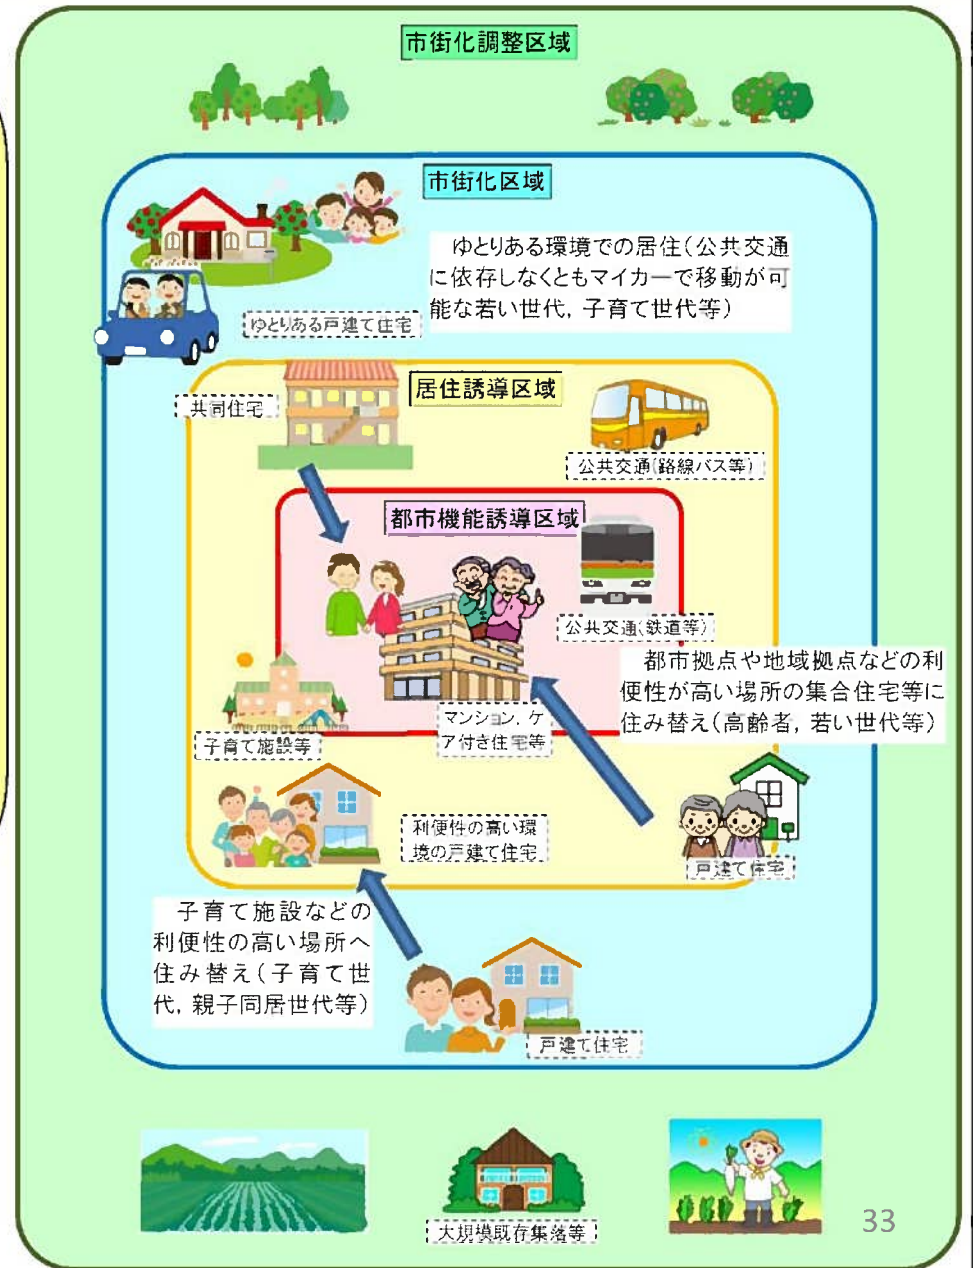 市街化調整区域
市街化区域
ゆとりある環境での居住(公共交通
に依存しなくともマイカーで移動が可
能な若い世代,子育て世代等)
ゆとりある戸建て住宅
居住誘導区域
共同住宅
公共交通(路線バス等)
都市機能誘導区域
公共交通(鉄道等)
都市拠点や地域拠点などの利
便性が高い場所の集合住宅等に
住み替え(高齢者,若い世代等)
マンション,ケ
ア付き住宅等
子育て施設等
利便性の高い環
境の戸建て住宅
戸建て住宅
子育て施設などの
利便性の高い場所へ
住み替え(子育て世
代,親子同居世代等)
戸建て住宅
大規模既存集落等
33